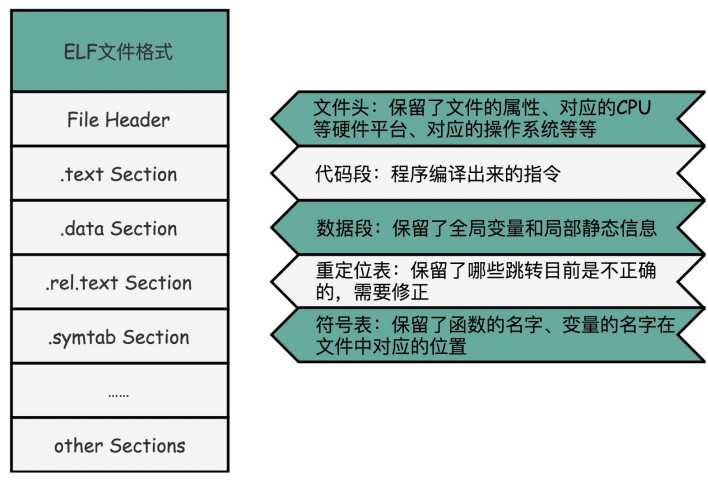 ELF文件格式
File Header
文件头：保留了文件的属性、对应的CPU
等硬件平台、对应的操作系统等等
.text Section
代码段：程序编译出来的指令
.data Section
数据段：保留了全局变量和局部静态信息
.rel.text Section
重定位表：保留了哪些跳转目前是不正确
的，需要修正
.symtab Section
符号表：保留了函数的名字、变量的名字在
文件中对应的位置
……
other Sections